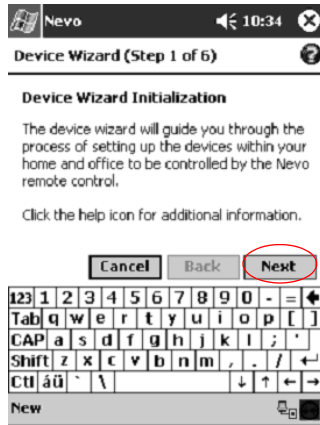 Nevo 10:34
Device Wizard (Step 1 of 6)
Device Wizard Initialization
The device wizard will guide you through the
process of setting up the devices within your
home and office to be controlled by the Nevo
remote control.
Click the help icon for additional information.
Cancel Back Next
123 1 2 3 4 5 6 7 8 9 0 - =
Tab q w e r t y u i o p [ ]
CAP a s d f g h j k l ; '
Shift z x c v b n m , . /
Ctl áü ` \
New